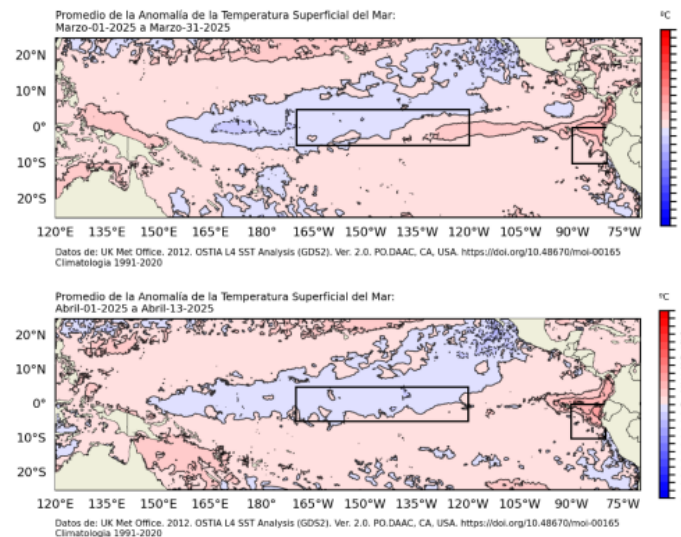 Promedio de la Anomalía de la Temperatura Superficial del Mar:
Marzo-01-2025 a Marzo-31-2025
ºC
20°N
10°N
0°
10°S
20°S
120°E 135°E 150°E 165°E 180° 165°W 150°W 135°W 120°W 105°W 90°W 75°W
Datos de: UK Met Office. 2012. OSTIA L4 SST Analysis (GDS2). Ver. 2.0. PO.DAAC, CA, USA. https://doi.org/10.48670/moi-00165
Climatologia 1991-2020
Promedio de la Anomalía de la Temperatura Superficial del Mar:
Abril-01-2025 a Abril-13-2025
ºC
20°N
10°N
0°
10°S
20°S
120°E 135°E 150°E 165°E 180° 165°W 150°W 135°W 120°W 105°W 90°W 75°W
Datos de: UK Met Office. 2012. OSTIA L4 SST Analysis (GDS2). Ver. 2.0. PO.DAAC, CA, USA. https://doi.org/10.48670/moi-00165
Climatologia 1991-2020